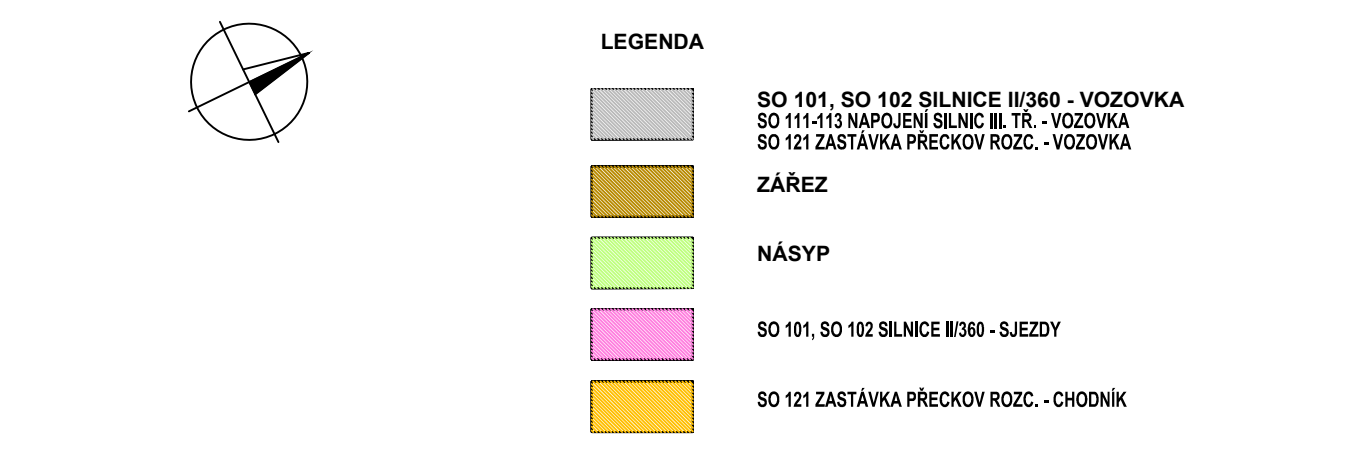 LEGENDA
SO 101, SO 102 SILNICE II/360 - VOZOVKA
SO 111-113 NAPOJENÍ SILNIC III. TŘ. - VOZOVKA
SO 121 ZASTÁVKA PŘECKOV ROZC. - VOZOVKA
ZÁŘEZ
NÁSYP
SO 101, SO 102 SILNICE II/360 - SJEZDY
SO 121 ZASTÁVKA PŘECKOV ROZC. - CHODNÍK